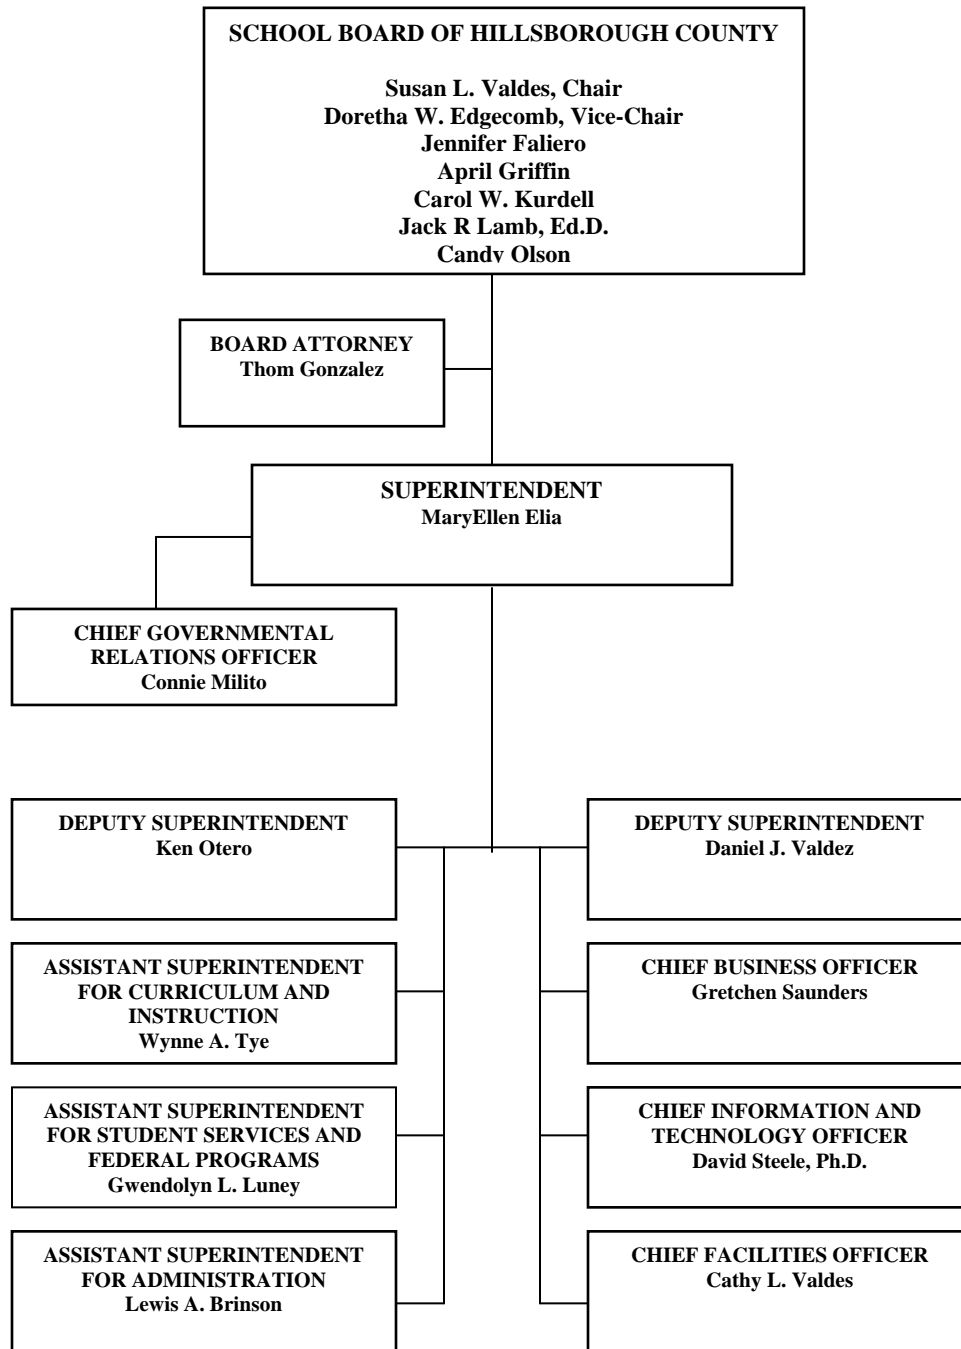 SCHOOL BOARD OF HILLSBOROUGH COUNTY
Susan L. Valdes, Chair
Doretha W. Edgecomb, Vice-Chair
Jennifer Faliero
April Griffin
Carol W. Kurdell
Jack R Lamb, Ed.D.
Candy Olson
BOARD ATTORNEY
Thom Gonzalez
SUPERINTENDENT
MaryEllen Elia
CHIEF GOVERNMENTAL
RELATIONS OFFICER
Connie Milito
DEPUTY SUPERINTENDENT
Ken Otero
DEPUTY SUPERINTENDENT
Daniel J. Valdez
ASSISTANT SUPERINTENDENT
FOR CURRICULUM AND
INSTRUCTION
Wynne A. Tye
CHIEF BUSINESS OFFICER
Gretchen Saunders
ASSISTANT SUPERINTENDENT
FOR STUDENT SERVICES AND
FEDERAL PROGRAMS
Gwendolyn L. Luney
CHIEF INFORMATION AND
TECHNOLOGY OFFICER
David Steele, Ph.D.
ASSISTANT SUPERINTENDENT
FOR ADMINISTRATION
Lewis A. Brinson
CHIEF FACILITIES OFFICER
Cathy L. Valdes